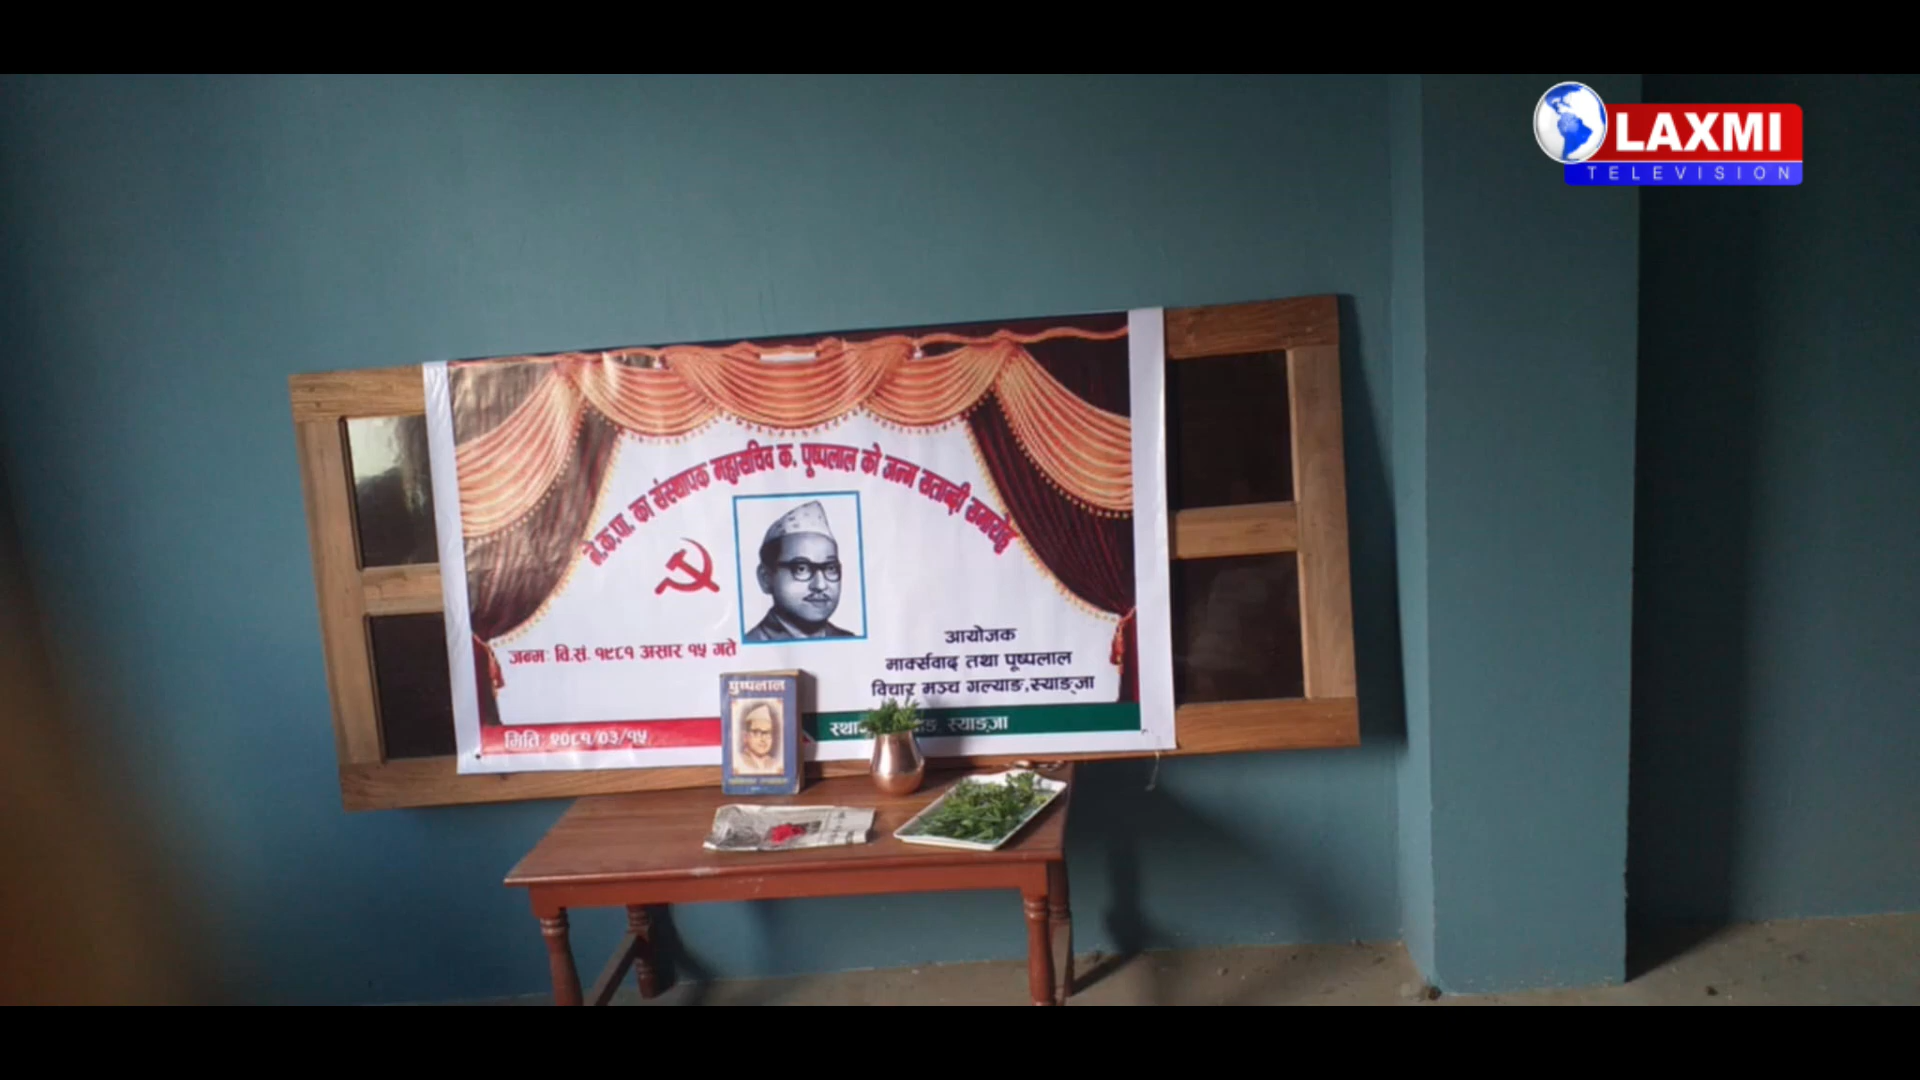 LAXMI
TELEVISION
ने.क.पा. का संस्थापक महासचिव क. पूष्पलाल को जन्म सताब्दी समारोह
जन्मः वि.सं. १९८१ असार १५ गते
आयोजक
मार्क्सवाद तथा पूष्पलाल
विचार मञ्च गल्याङ,स्याङ्जा
मितिः २०८१/०३/१५
स्याङ्जा
पुष्पलाल